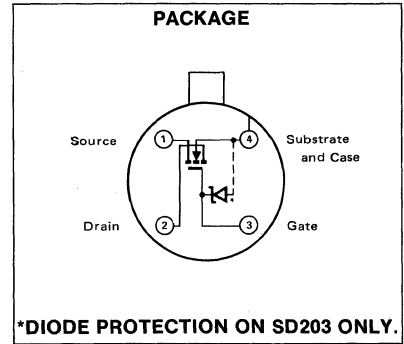 PACKAGE
Source 1 4 Substrate
and Case
*
Drain 2 3 Gate
*DIODE PROTECTION ON SD203 ONLY.